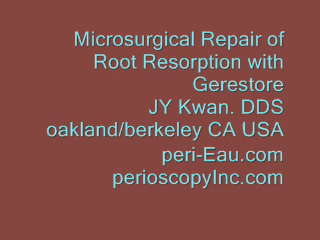 Microsurgical Repair of
Root Resorption with
Gerestore
JY Kwan. DDS
oakland/berkeley CA USA
peri-Eau.com
perioscopyInc.com